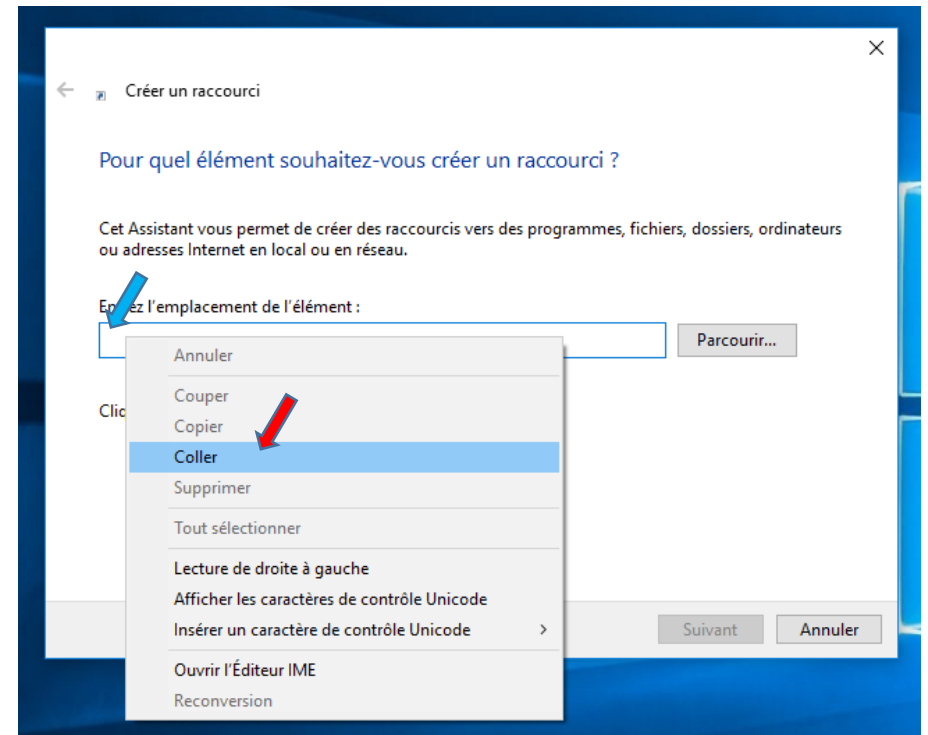 Créer un raccourci
Pour quel élément souhaitez-vous créer un raccourci ?
Cet Assistant vous permet de créer des raccourcis vers des programmes, fichiers, dossiers, ordinateurs
ou adresses Internet en local ou en réseau.
l'emplacement de l'élément :
Parcourir...
Annuler
Couper
Copier
Coller
Supprimer
Tout sélectionner
Lecture de droite à gauche
Afficher les caractères de contrôle Unicode
Insérer un caractère de contrôle Unicode
Ouvrir l'Éditeur IME
Reconversion
Suivant
Annuler